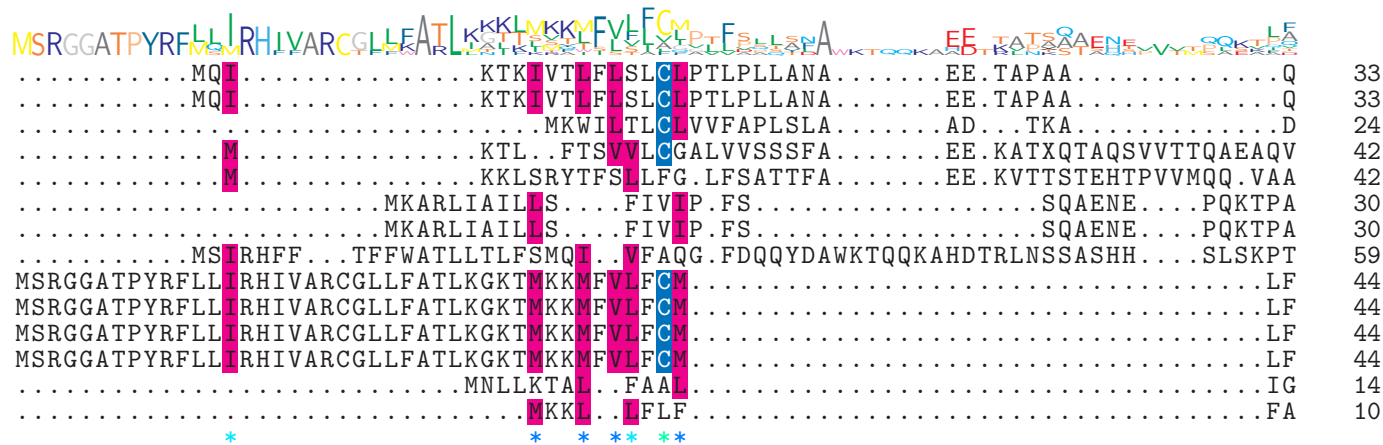 MSRGGATPYRF
...........MQI...............KTKIVTLFLSLCLPTLPLLANA.......EE.TAPAA.............Q 33
...........MQI...............KTKIVTLFLSLCLPTLPLLANA.......EE.TAPAA.............Q 33
.................................MKWILTLCLVVFAPLSLA.......AD...TKA.............D 24
.............M...............KTL..FTSVVLCGALVVSSSFA.......EE.KATXQTAQSVVTTQAEAQV 42
.............M...............KKLSRYTFSLLFG.LFSATTFA.......EE.KVTTSTEHTPVVMQQ.VAA 42
.......................MKARLIAILLS....FIVIP.FS..................SQAENE....PQKTPA 30
.......................MKARLIAILLS....FIVIP.FS..................SQAENE....PQKTPA 30
...........MSIRHFF...TFFWATLLTLFSMQI..VFAQG.FDQQYDAWKTQQKAHDTRLNSSASHH....SLSKPT 59
MSRGGATPYRFLLIRHIVARCGLLFATLKGKTMKKMFVLFCM....................................LF 44
MSRGGATPYRFLLIRHIVARCGLLFATLKGKTMKKMFVLFCM....................................LF 44
MSRGGATPYRFLLIRHIVARCGLLFATLKGKTMKKMFVLFCM....................................LF 44
MSRGGATPYRFLLIRHIVARCGLLFATLKGKTMKKMFVLFCM....................................LF 44
............................MNLLKTAL..FAAL....................................IG 14
................................MKKL..LFLF....................................FA 10
* * * * * * *